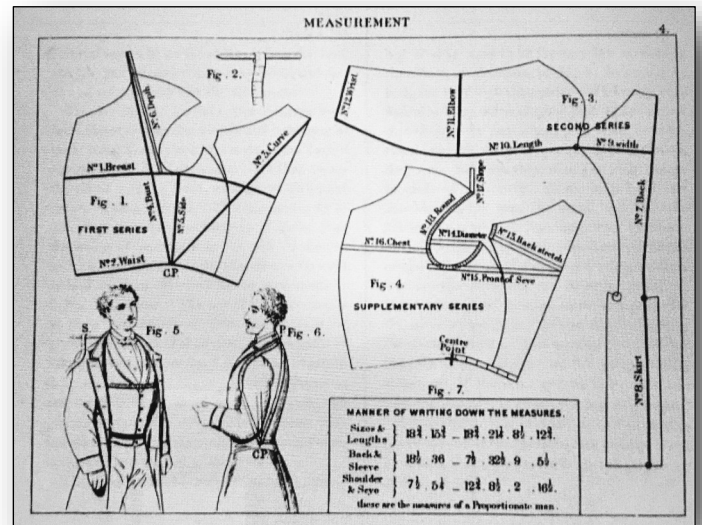 MEASUREMENT
4.
Fig. 2.
Nº 6. Depth
Nº 1. Breast
Nº 4. Bust
Nº 5. Side
Nº 3. Curve
Fig. 1.
FIRST SERIES
Nº 2. Waist
C.P.
Nº 12. Wrist
Nº 11. Elbow
Fig. 3.
SECOND SERIES
Nº 10. Length
Nº 9. width
Nº 7. Back
Nº 8. Skirt
Nº 17. Slope
Nº 18. Round
Nº 14. Diameter
Nº 13. Back stretch
Nº 16. Chest
Nº 15. Front of Scye
Fig. 4.
SUPPLEMENTARY SERIES
Centre
Point
S.
Fig. 5
P
Fig. 6.
C.P.
Fig. 7.
MANNER OF WRITING DOWN THE MEASURES.
Sizes &
Lengths
Back &
Sleeve
36
9
Shoulder
& Scye
2
these are the measures of a Proportionate man.